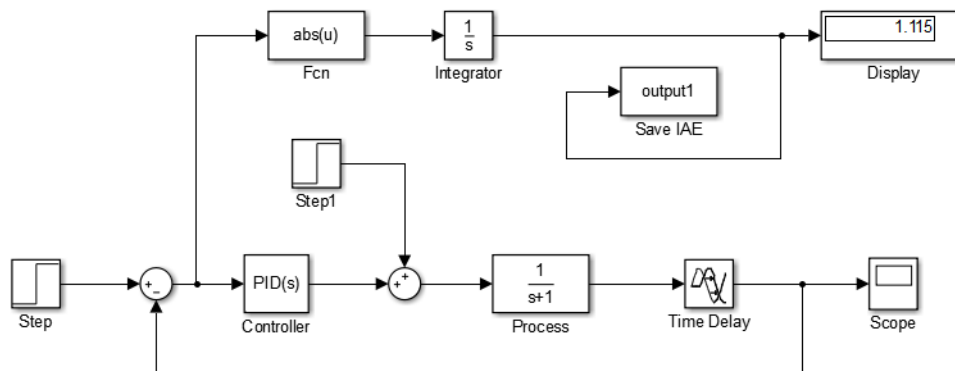 abs(u)
Fcn
1
s
Integrator
1.115
Display
output1
Save IAE
Step1
+
−
Step
PID(s)
Controller
+
+
1
s+1
Process
Time Delay
Scope